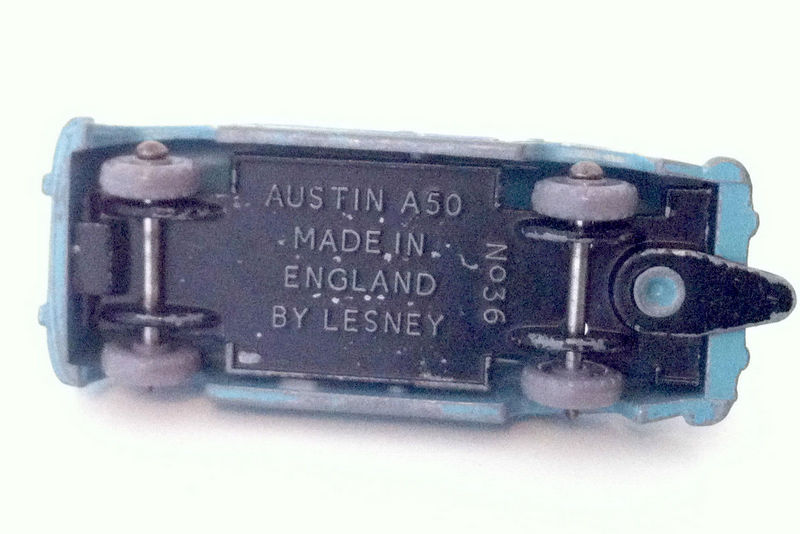 AUSTIN A50
MADE IN
ENGLAND
BY LESNEY
No36